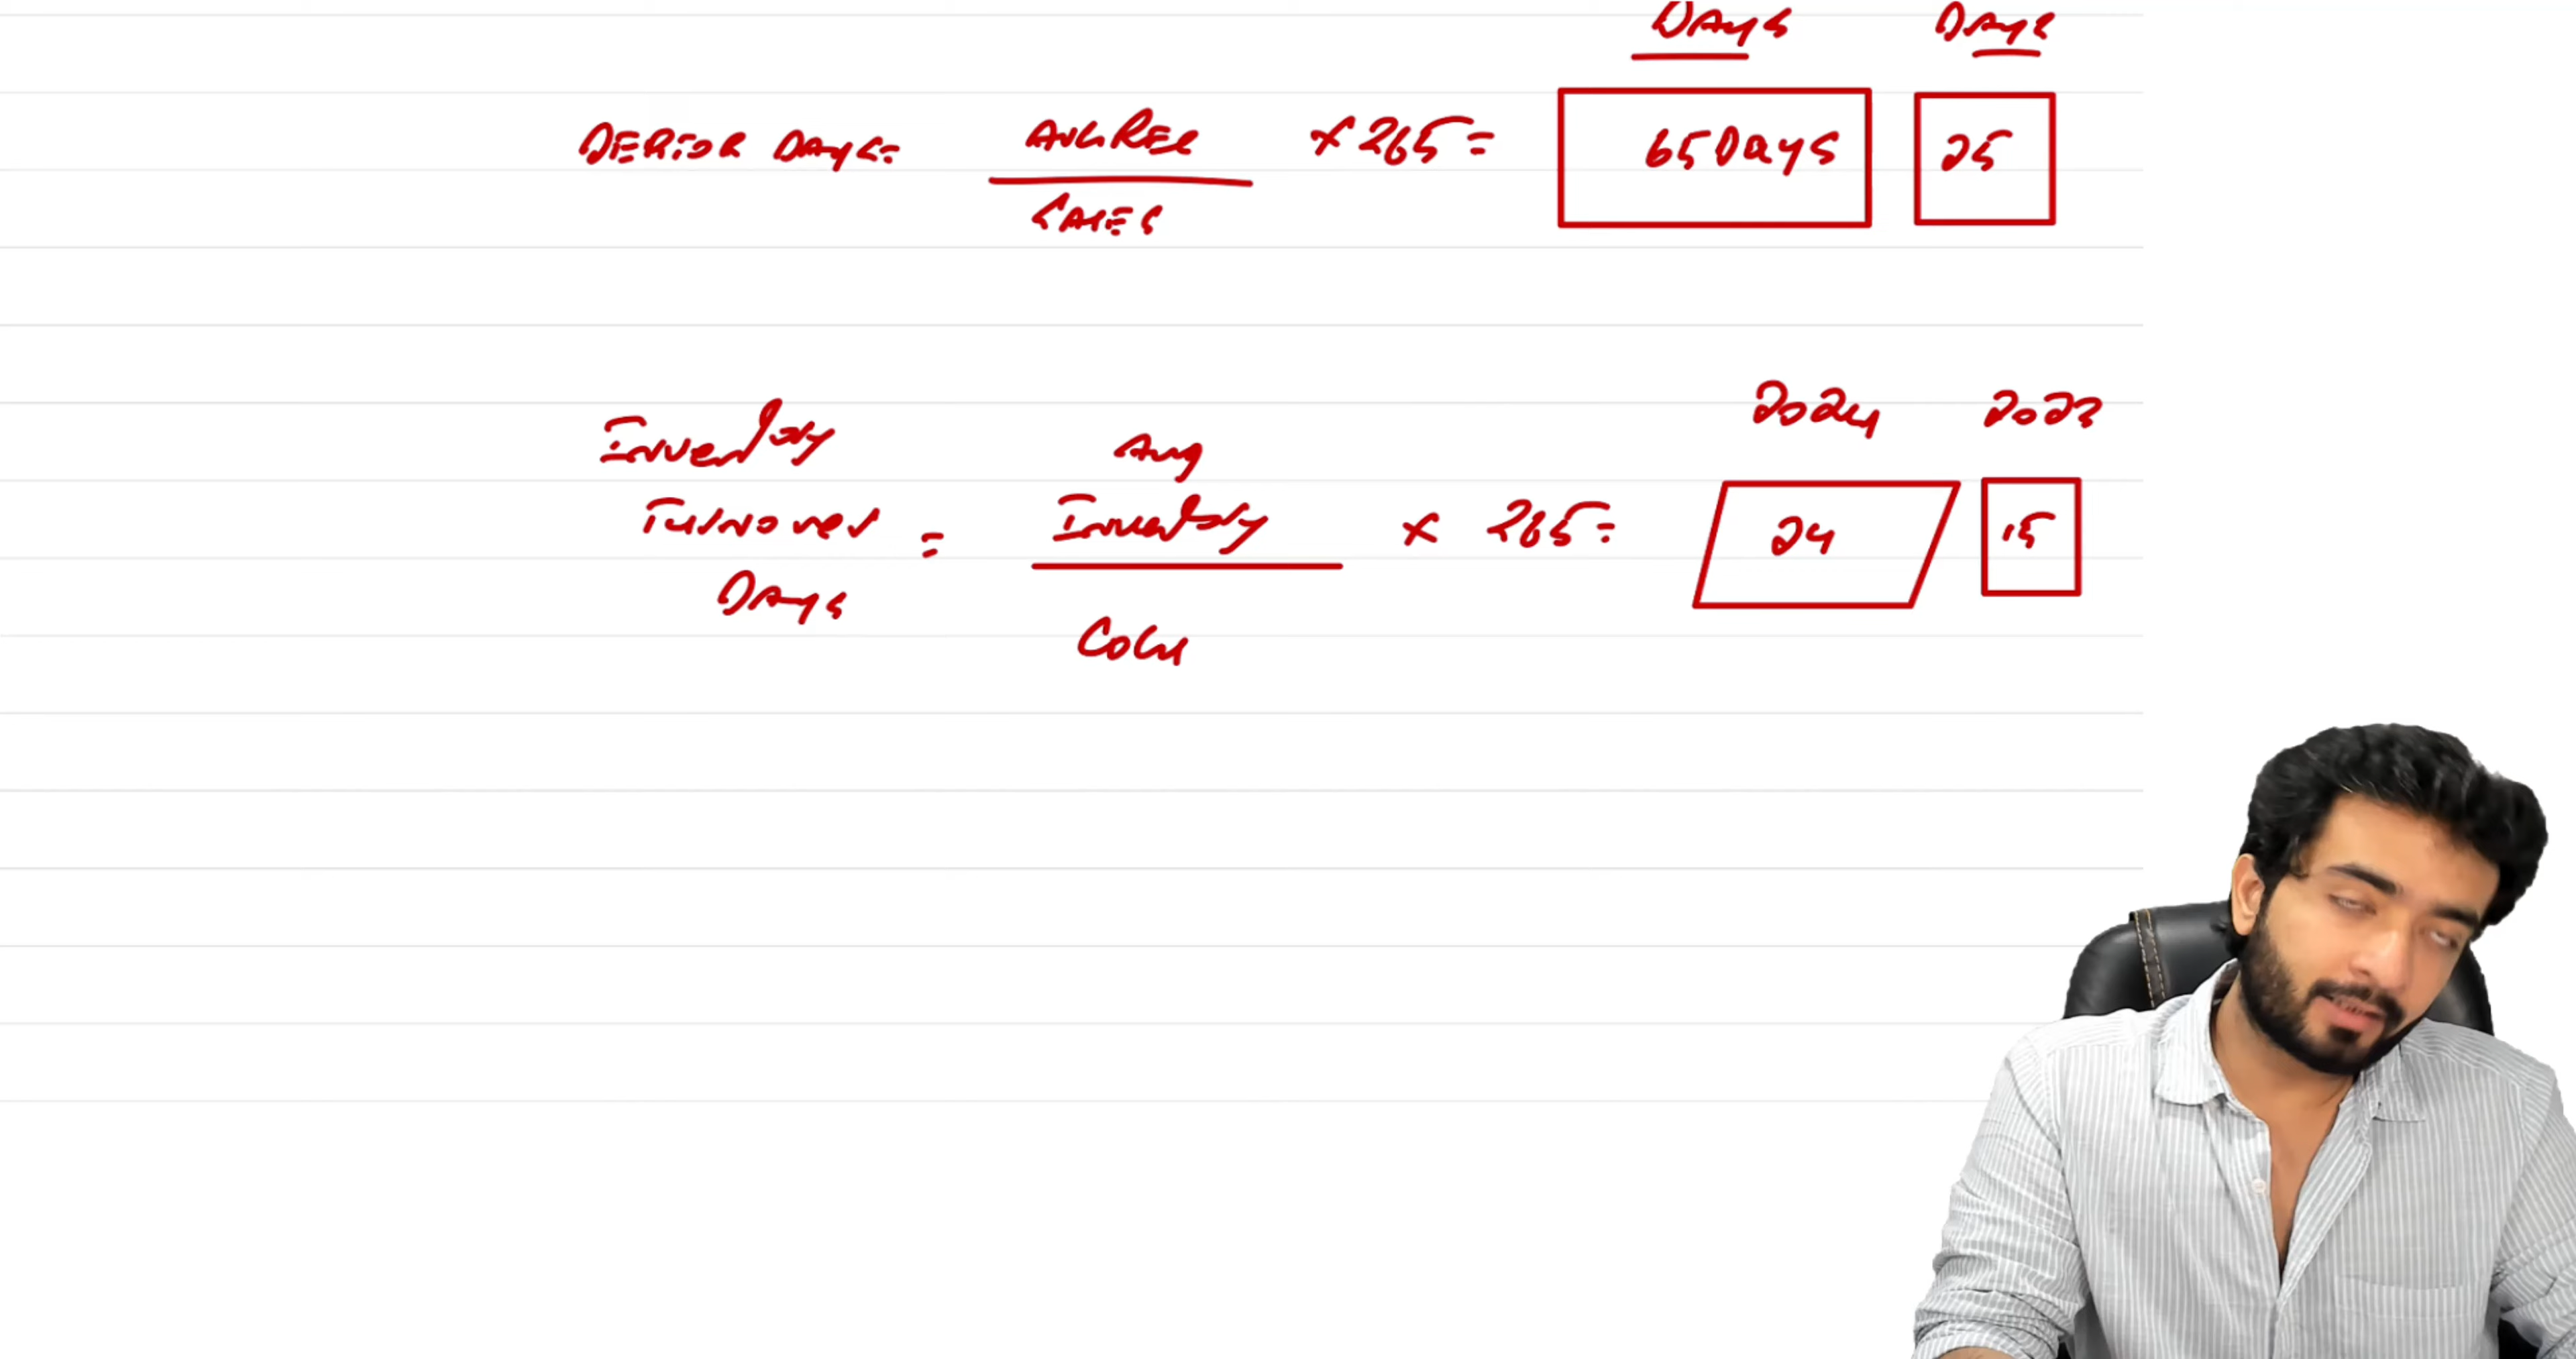 Days Days
DEBTOR DAYS= AVG REC × 365= 65 Days 25
SALES
2024 2023
Inventory Avg
Turnover = Inventory × 365= 24 15
Days
COGS